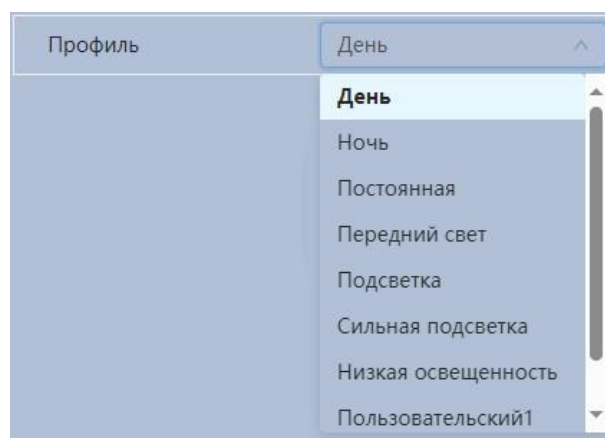 Профиль День
День
Ночь
Постоянная
Передний свет
Подсветка
Сильная подсветка
Низкая освещенность
Пользовательский1